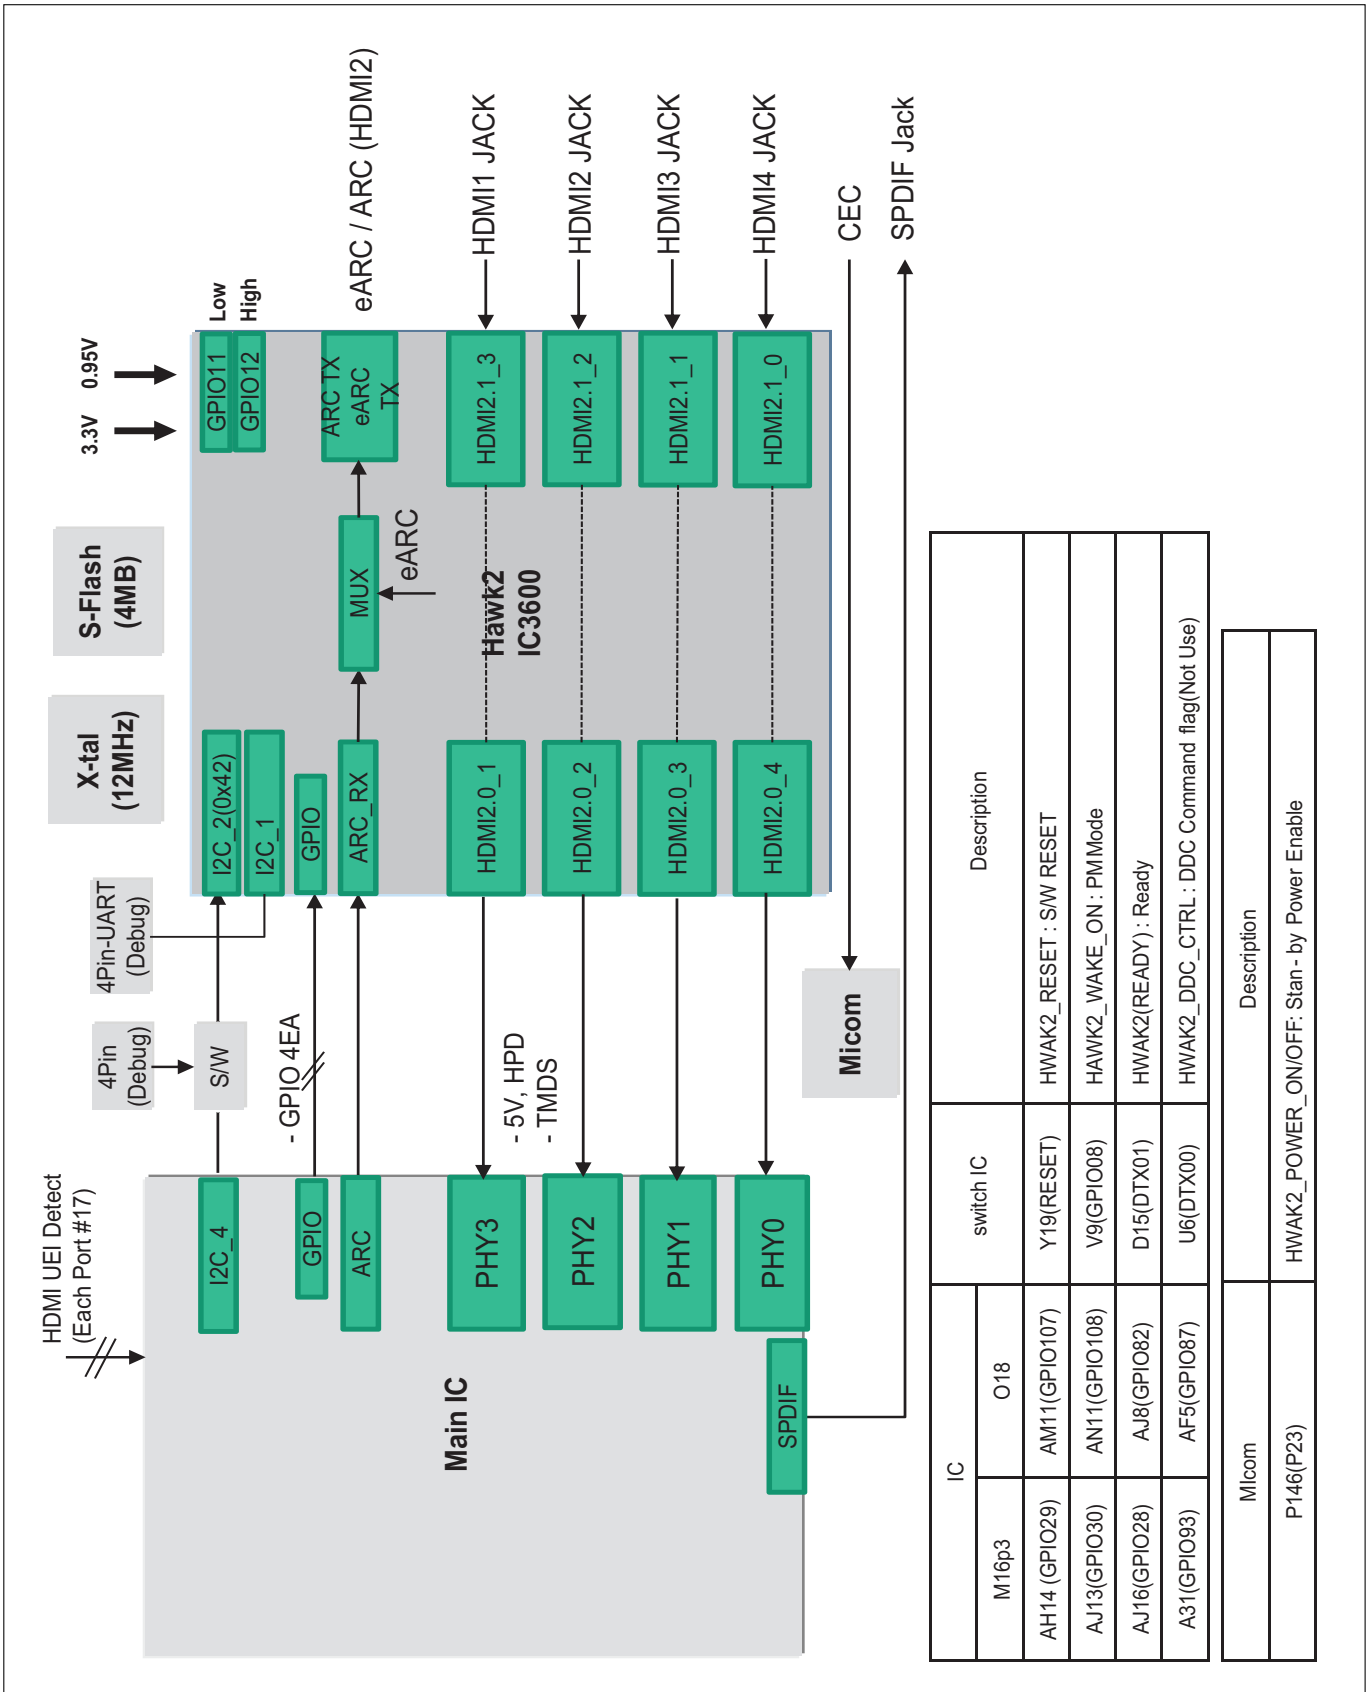 HDMI UEI Detect
(Each Port #17)
4Pin
(Debug)
4Pin-UART
(Debug)
X-tal
(12MHz)
S-Flash
(4MB)
3.3V
0.95V
I2C_4
S/W
I2C_2(0x42)
I2C_1
GPIO11
GPIO12
Low
High
GPIO
- GPIO 4EA
GPIO
ARC
ARC_RX
MUX
eARC
ARC TX
eARC
TX
eARC / ARC (HDMI2)
Main IC
Hawk2
IC3600
PHY3
HDMI2.0_1
HDMI2.1_3
HDMI1 JACK
- 5V, HPD
- TMDS
PHY2
HDMI2.0_2
HDMI2.1_2
HDMI2 JACK
PHY1
HDMI2.0_3
HDMI2.1_1
HDMI3 JACK
PHY0
HDMI2.0_4
HDMI2.1_0
HDMI4 JACK
SPDIF
Micom
CEC
SPDIF Jack
IC
switch IC
Description
M16p3
O18
AH14 (GPIO29)
AM11(GPIO107)
Y19(RESET)
HWAK2_RESET : S/W RESET
AJ13(GPIO30)
AN11(GPIO108)
V9(GPIO08)
HAWK2_WAKE_ON : PM Mode
AJ16(GPIO28)
AJ8(GPIO82)
D15(DTX01)
HWAK2(READY) : Ready
A31(GPIO93)
AF5(GPIO87)
U6(DTX00)
HWAK2_DDC_CTRL : DDC Command flag(Not Use)
MIcom
Description
P146(P23)
HWAK2_POWER_ON/OFF: Stan - by Power Enable